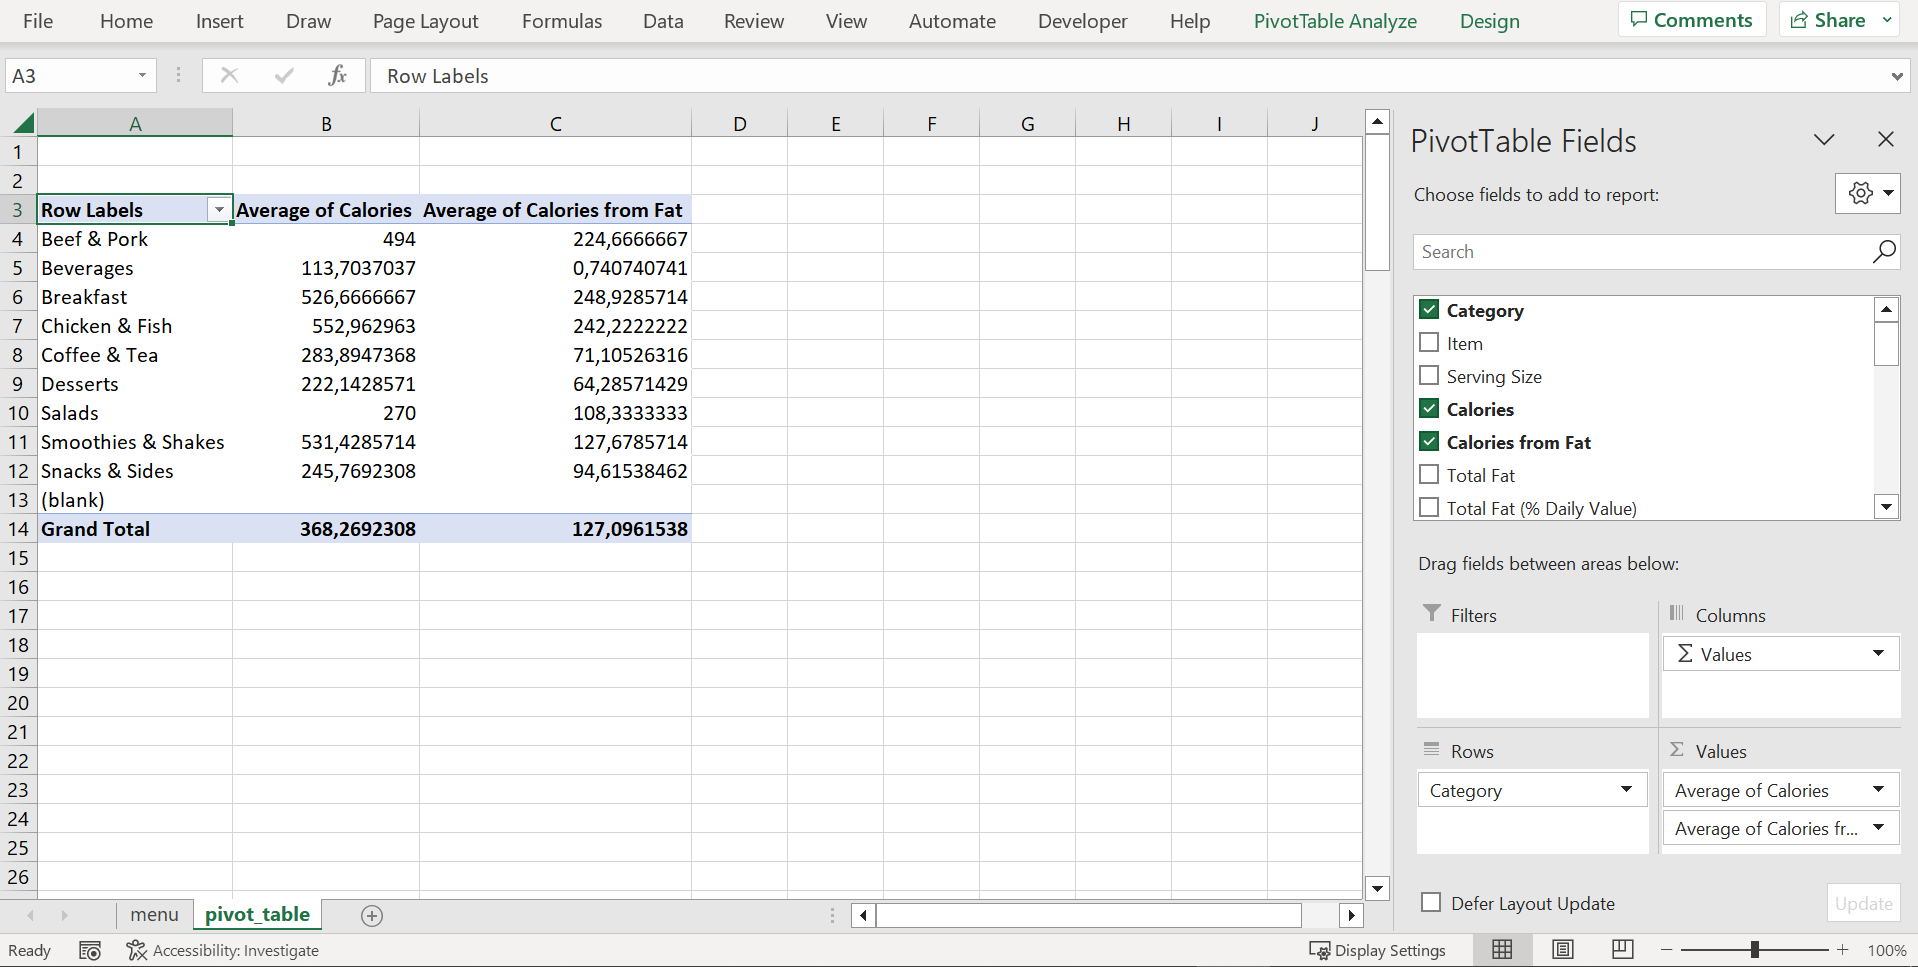 File Home Insert Draw Page Layout Formulas Data Review View Automate Developer Help PivotTable Analyze Design Comments Share
A3 fx Row Labels
A B C D E F G H I J
1
2
3 Row Labels Average of Calories Average of Calories from Fat
4 Beef & Pork 494 224,6666667
5 Beverages 113,7037037 0,740740741
6 Breakfast 526,6666667 248,9285714
7 Chicken & Fish 552,962963 242,2222222
8 Coffee & Tea 283,8947368 71,10526316
9 Desserts 222,1428571 64,28571429
10 Salads 270 108,3333333
11 Smoothies & Shakes 531,4285714 127,6785714
12 Snacks & Sides 245,7692308 94,61538462
13 (blank)
14 Grand Total 368,2692308 127,0961538
15
16
17
18
19
20
21
22
23
24
25
26
PivotTable Fields
Choose fields to add to report:
Search
Category
Item
Serving Size
Calories
Calories from Fat
Total Fat
Total Fat (% Daily Value)
Drag fields between areas below:
Filters
Columns
Σ Values
Rows
Category
Σ Values
Average of Calories
Average of Calories fr...
Defer Layout Update Update
menu pivot_table
Ready Accessibility: Investigate Display Settings 100%